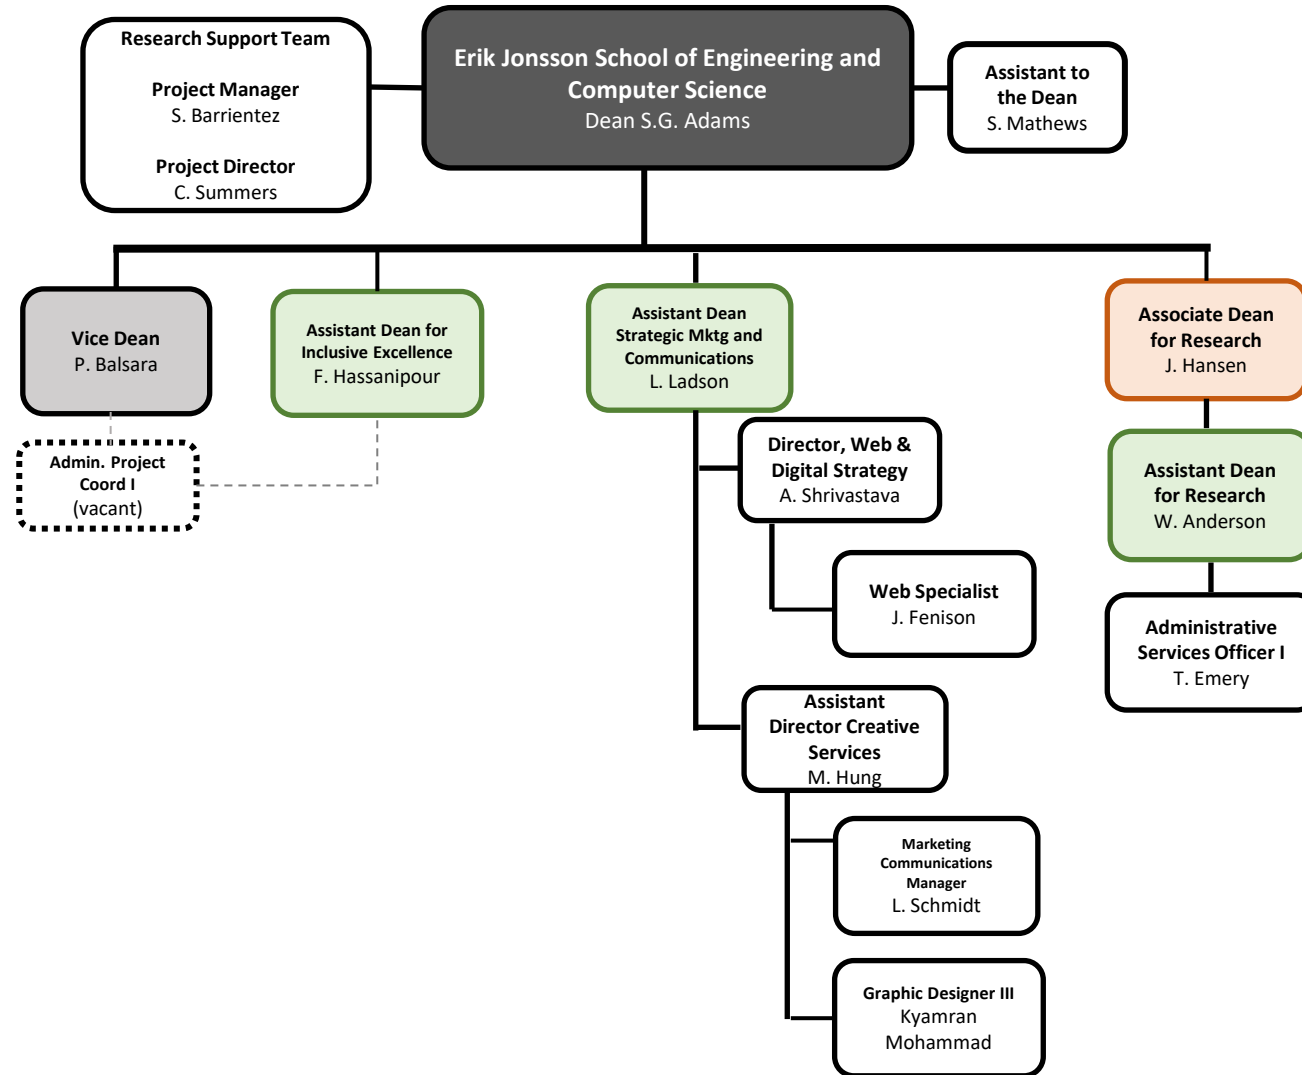 Research Support Team
Project Manager
S. Barrientez
Project Director
C. Summers
Erik Jonsson School of Engineering and
Computer Science
Dean S.G. Adams
Assistant to
the Dean
S. Mathews
Vice Dean
P. Balsara
Assistant Dean for
Inclusive Excellence
F. Hassanipour
Assistant Dean
Strategic Mktg and
Communications
L. Ladson
Associate Dean
for Research
J. Hansen
Admin. Project
Coord I
(vacant)
Director, Web &
Digital Strategy
A. Shrivastava
Assistant Dean
for Research
W. Anderson
Web Specialist
J. Fenison
Administrative
Services Officer I
T. Emery
Assistant
Director Creative
Services
M. Hung
Marketing
Communications
Manager
L. Schmidt
Graphic Designer III
Kyamran
Mohammad